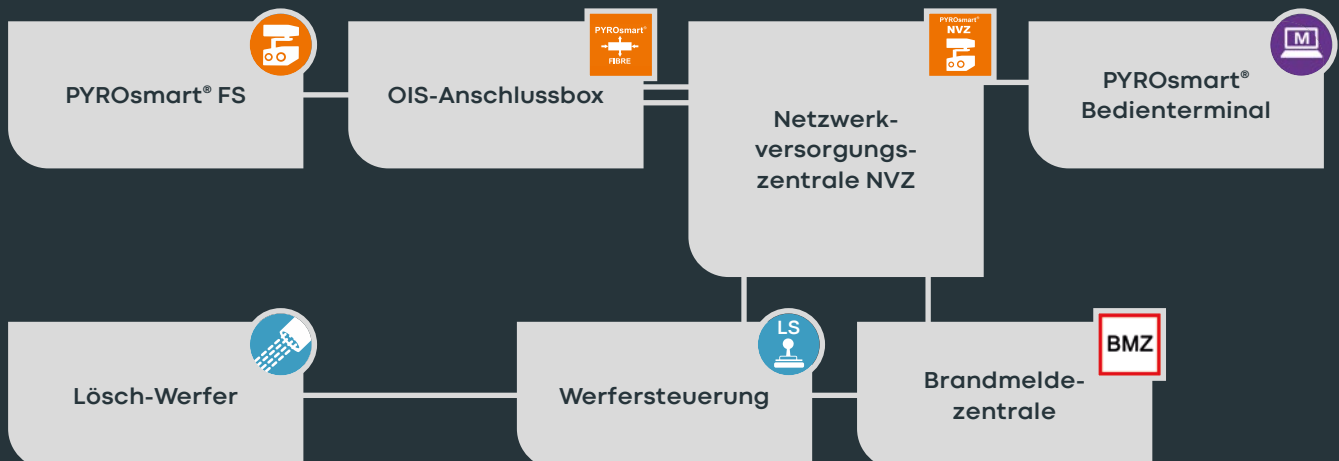 PYROsmart® FS
PYROsmart®
FIBRE
OIS-Anschlussbox
PYROsmart®
NVZ
Netzwerk-
versorgungs-
zentrale NVZ
M
PYROsmart®
Bedienterminal
Lösch-Werfer
LS
Werfersteuerung
BMZ
Brandmelde-
zentrale